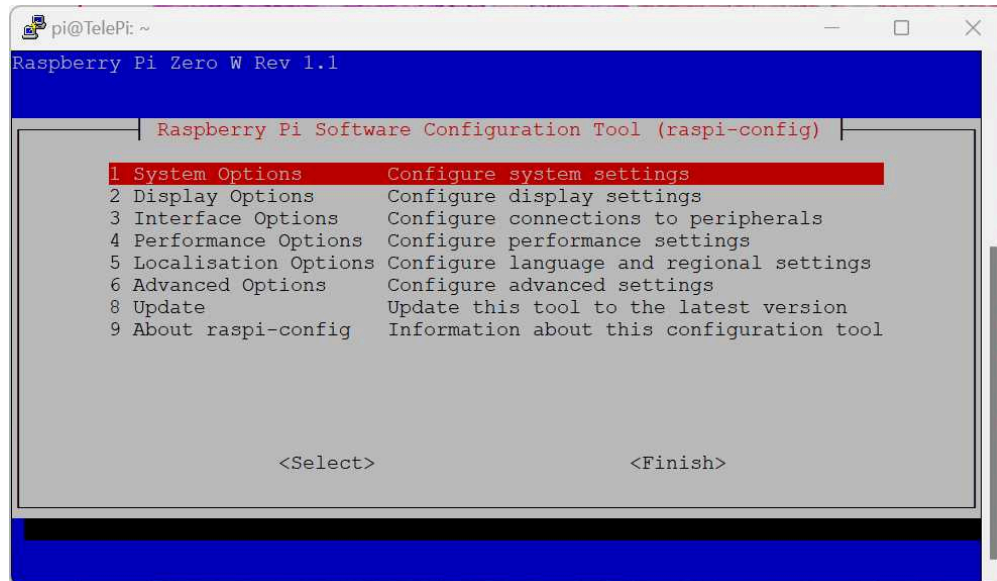 pi@TelePi: ~
Raspberry Pi Zero W Rev 1.1
Raspberry Pi Software Configuration Tool (raspi-config)
1 System Options Configure system settings
2 Display Options Configure display settings
3 Interface Options Configure connections to peripherals
4 Performance Options Configure performance settings
5 Localisation Options Configure language and regional settings
6 Advanced Options Configure advanced settings
8 Update Update this tool to the latest version
9 About raspi-config Information about this configuration tool
<Select> <Finish>